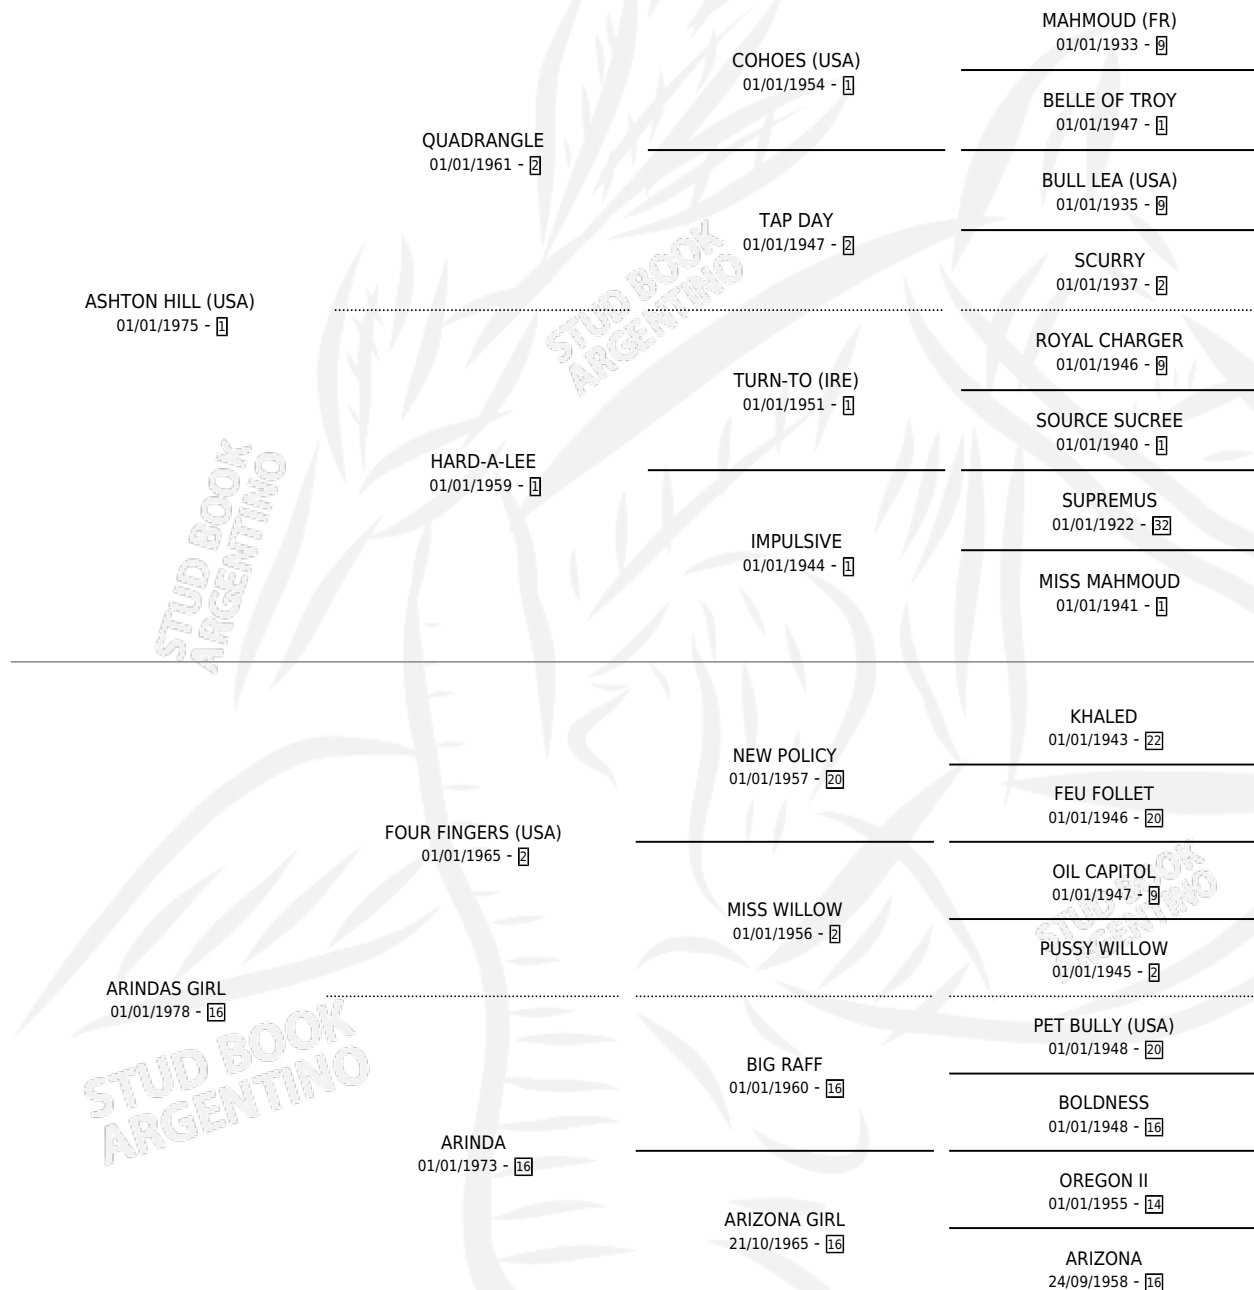 MAHMOUD (FR)
01/01/1933 - 9
COHOES (USA)
01/01/1954 - 1
BELLE OF TROY
01/01/1947 - 1
QUADRANGLE
01/01/1961 - 2
BULL LEA (USA)
01/01/1935 - 9
TAP DAY
01/01/1947 - 2
SCURRY
01/01/1937 - 2
ASHTON HILL (USA)
01/01/1975 - 1
ROYAL CHARGER
01/01/1946 - 9
TURN-TO (IRE)
01/01/1951 - 1
SOURCE SUCREE
01/01/1940 - 1
HARD-A-LEE
01/01/1959 - 1
SUPREMUS
01/01/1922 - 32
IMPULSIVE
01/01/1944 - 1
MISS MAHMOUD
01/01/1941 - 1
KHALED
01/01/1943 - 22
NEW POLICY
01/01/1957 - 20
FEU FOLLET
01/01/1946 - 20
FOUR FINGERS (USA)
01/01/1965 - 2
OIL CAPITOL
01/01/1947 - 9
MISS WILLOW
01/01/1956 - 2
PUSSY WILLOW
01/01/1945 - 2
ARINDAS GIRL
01/01/1978 - 16
PET BULLY (USA)
01/01/1948 - 20
BIG RAFF
01/01/1960 - 16
BOLDNESS
01/01/1948 - 16
ARINDA
01/01/1973 - 16
OREGON II
01/01/1955 - 14
ARIZONA GIRL
21/10/1965 - 16
ARIZONA
24/09/1958 - 16
STUD BOOK
ARGENTINO
STUD BOOK
ARGENTINO
STUD BOOK
ARGENTINO
STUD BOOK
ARGENTINO